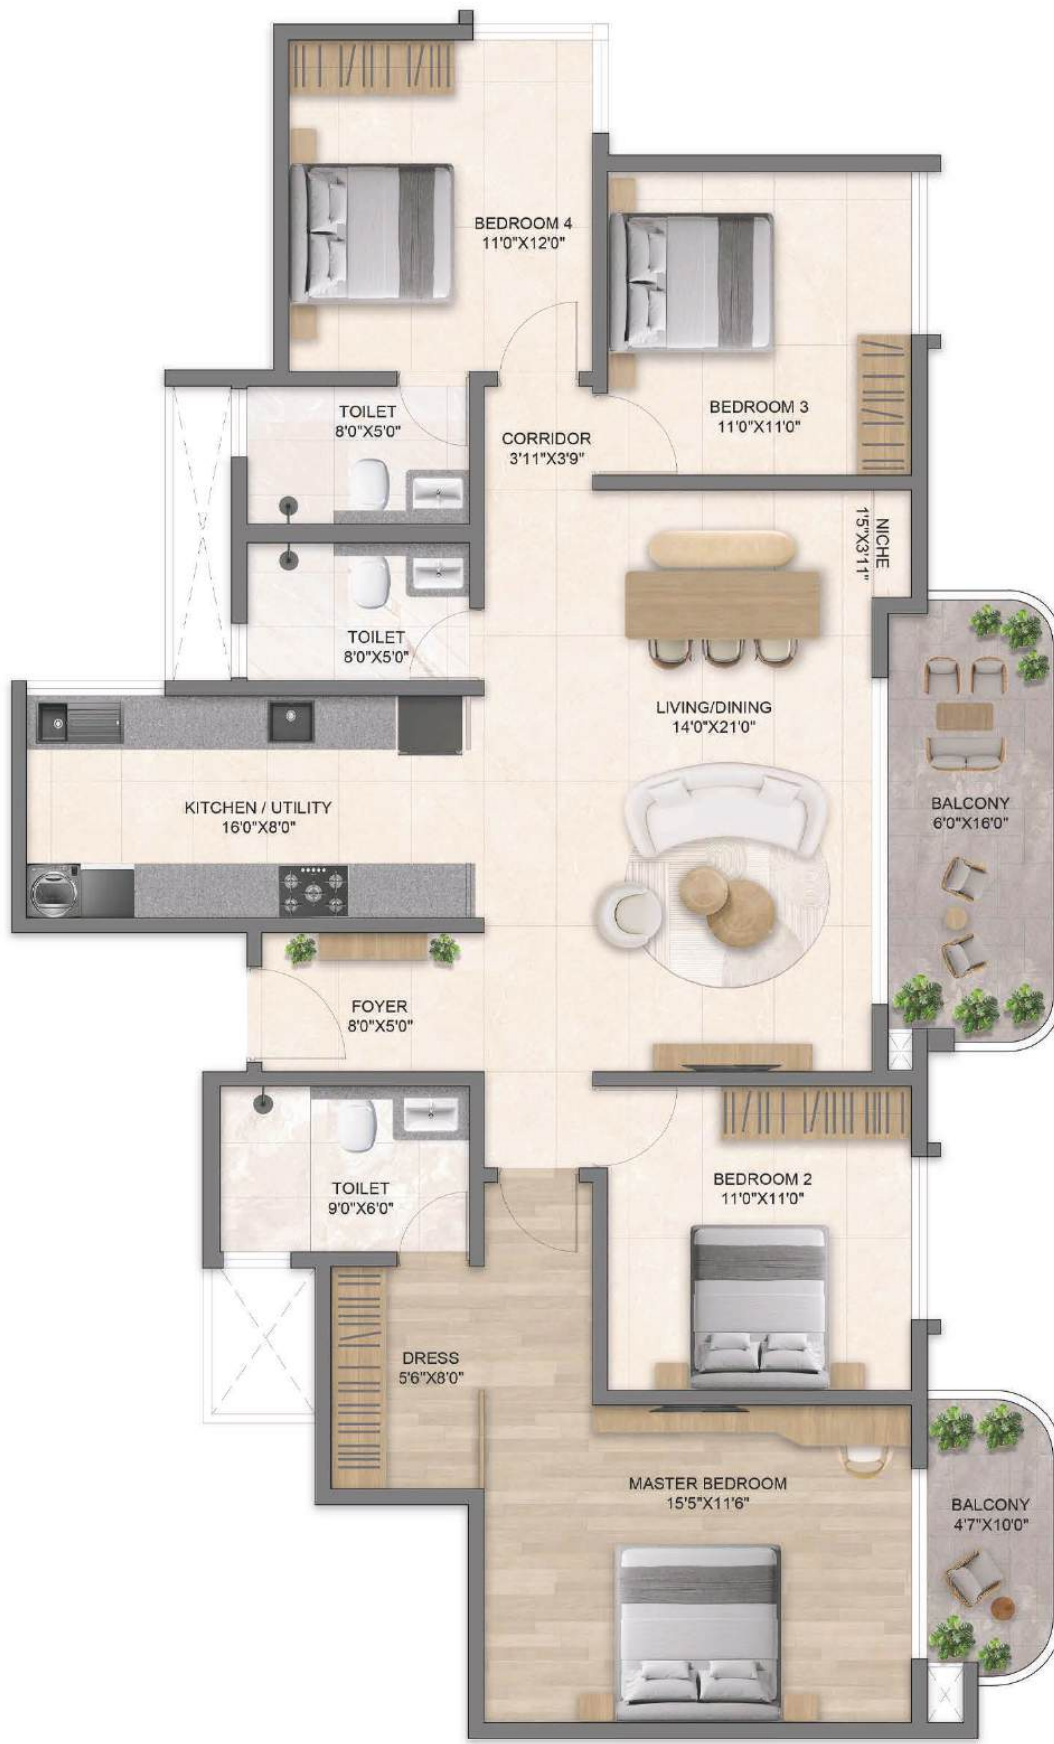 BEDROOM 4
11'0"X12'0"
BEDROOM 3
11'0"X11'0"
TOILET
8'0"X5'0"
CORRIDOR
3'11"X3'9"
NICHE
1'5"X3'11"
TOILET
8'0"X5'0"
LIVING/DINING
14'0"X21'0"
KITCHEN / UTILITY
16'0"X8'0"
BALCONY
6'0"X16'0"
FOYER
8'0"X5'0"
TOILET
9'0"X6'0"
BEDROOM 2
11'0"X11'0"
DRESS
5'6"X8'0"
MASTER BEDROOM
15'5"X11'6"
BALCONY
4'7"X10'0"